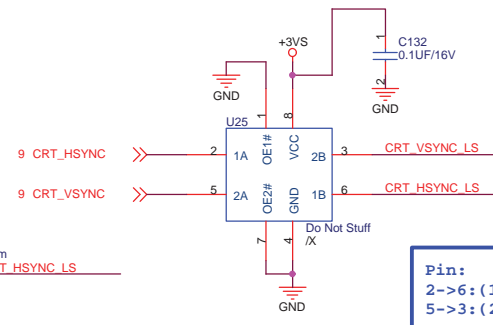 +3VS
1
C132
0.1UF/16V
2
GND
GND
U25
1
8
OE1#
VCC
9 CRT_HSYNC
2
1A
2B
3
CRT_VSYNC_LS
9 CRT_VSYNC
5
2A
1B
6
CRT_HSYNC_LS
OE2#
GND
7
4
Do Not Stuff
/X
T_HSYNC_LS
GND
Pin:
2->6:(1
5->3:(2